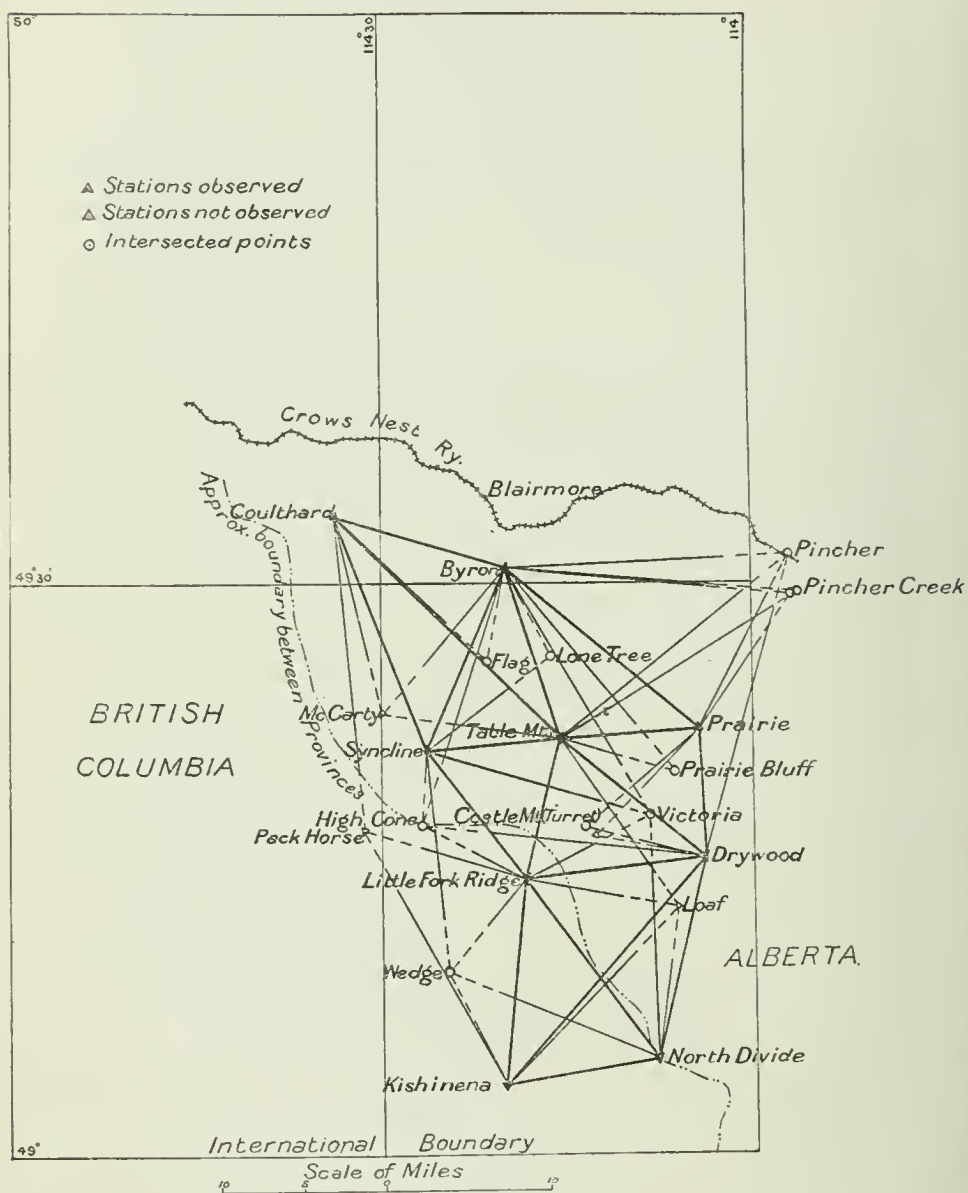 50°
114°30
114°
Stations observed
Stations not observed
Intersected points
Crows Nest Ry.
Blairmore
Approx. boundary between Provinces
Coulthard
Pincher
Byron
49°30'
Pincher Creek
Flag
Lone Tree
BRITISH
COLUMBIA
McCarty
Table Mt.
Prairie
Syncline
Prairie Bluff
High Cone
Castle Mt.(Turret)
Victoria
Pack Horse
Drywood
Little Fork Ridge
Loaf
ALBERTA.
Wedge
North Divide
Kishinena
49°
International Boundary
Scale of Miles
10 5 0 10